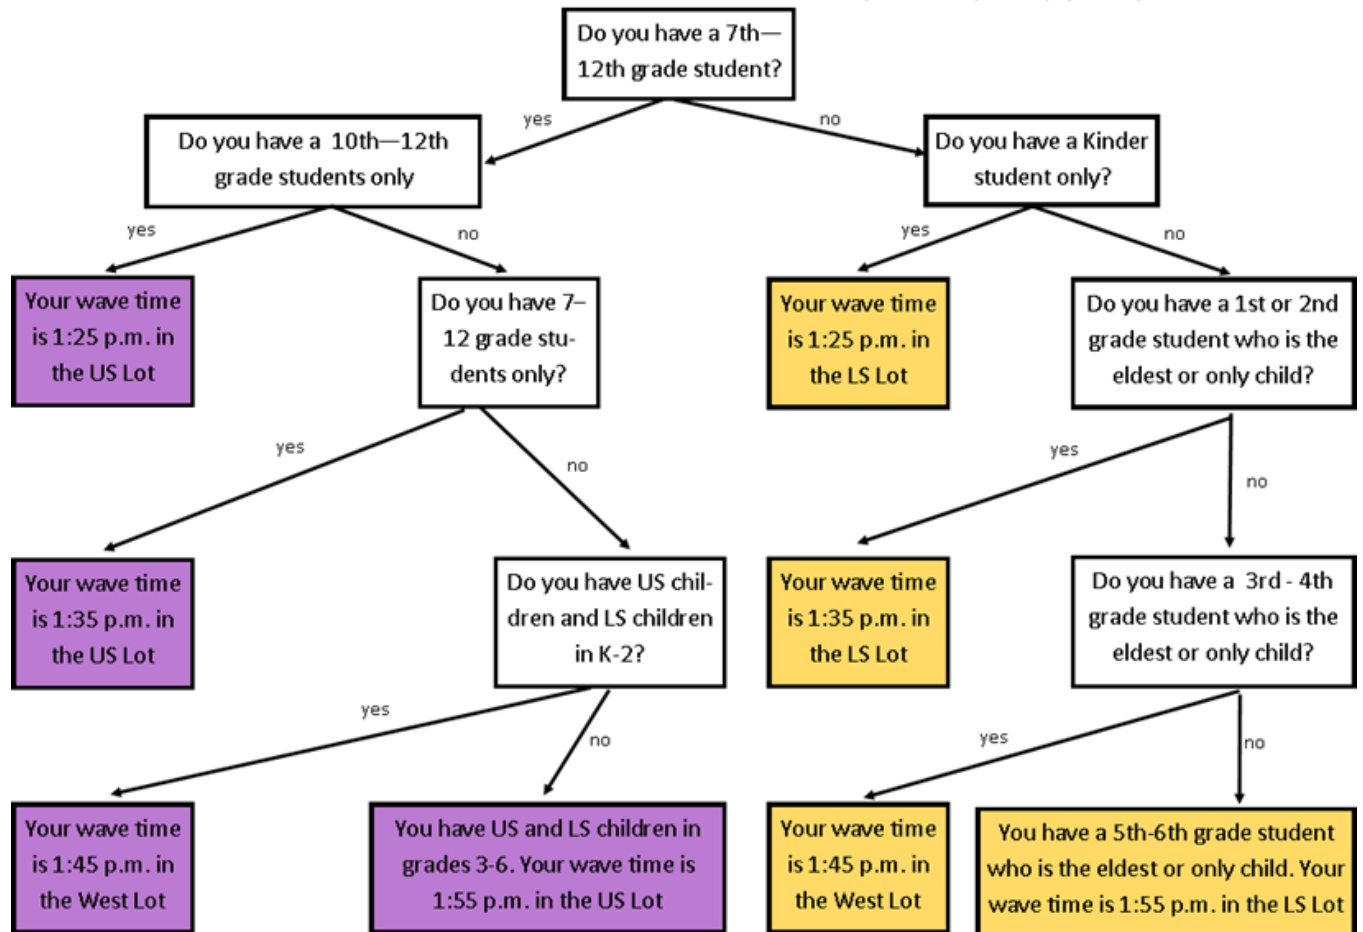 Do you have a 7th—
12th grade student?
yes
no
Do you have a  10th—12th
grade students only
Do you have a Kinder
student only?
yes
no
yes
no
Your wave time
is 1:25 p.m. in
the US Lot
Do you have 7–
12 grade stu-
dents only?
Your wave time
is 1:25 p.m. in
the LS Lot
Do you have a 1st or 2nd
grade student who is the
eldest or only child?
yes
no
yes
no
Your wave time
is 1:35 p.m. in
the US Lot
Do you have US chil-
dren and LS children
in K-2?
Your wave time
is 1:35 p.m. in
the LS Lot
Do you have a  3rd - 4th
grade student who is the
eldest or only child?
yes
no
yes
no
Your wave time
is 1:45 p.m. in
the West Lot
You have US and LS children in
grades 3-6. Your wave time is
1:55 p.m. in the US Lot
Your wave time
is 1:45 p.m. in
the West Lot
You have a 5th-6th grade student
who is the eldest or only child. Your
wave time is 1:55 p.m. in the LS Lot